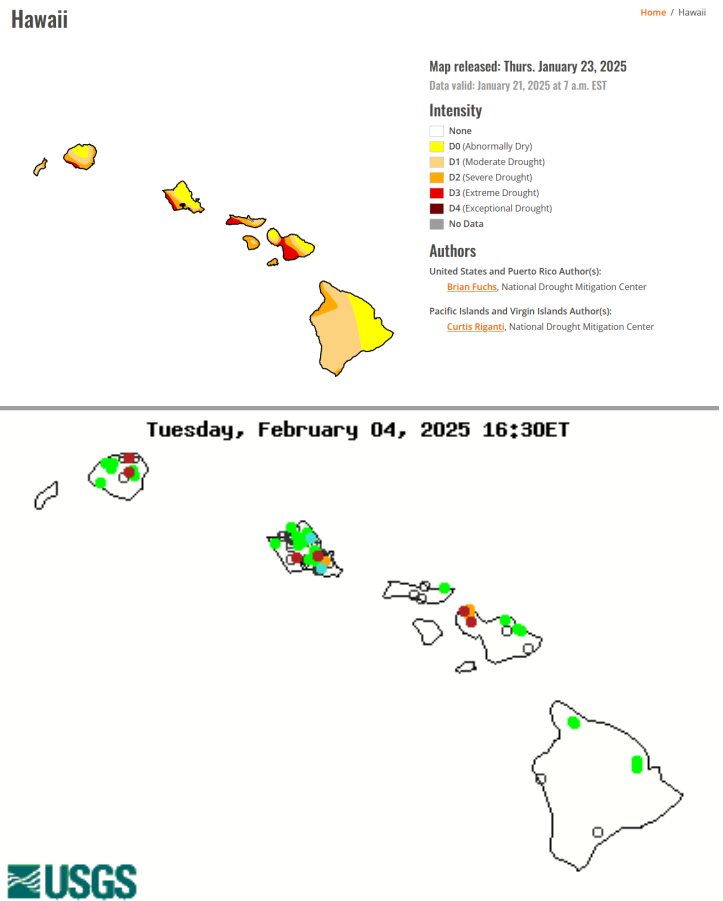 Hawaii
Home / Hawaii
Map released: Thurs. January 23, 2025
Data valid: January 21, 2025 at 7 a.m. EST
Intensity
None
D0 (Abnormally Dry)
D1 (Moderate Drought)
D2 (Severe Drought)
D3 (Extreme Drought)
D4 (Exceptional Drought)
No Data
Authors
United States and Puerto Rico Author(s):
Brian Fuchs, National Drought Mitigation Center
Pacific Islands and Virgin Islands Author(s):
Curtis Riganti, National Drought Mitigation Center
Tuesday, February 04, 2025 16:30ET
USGS